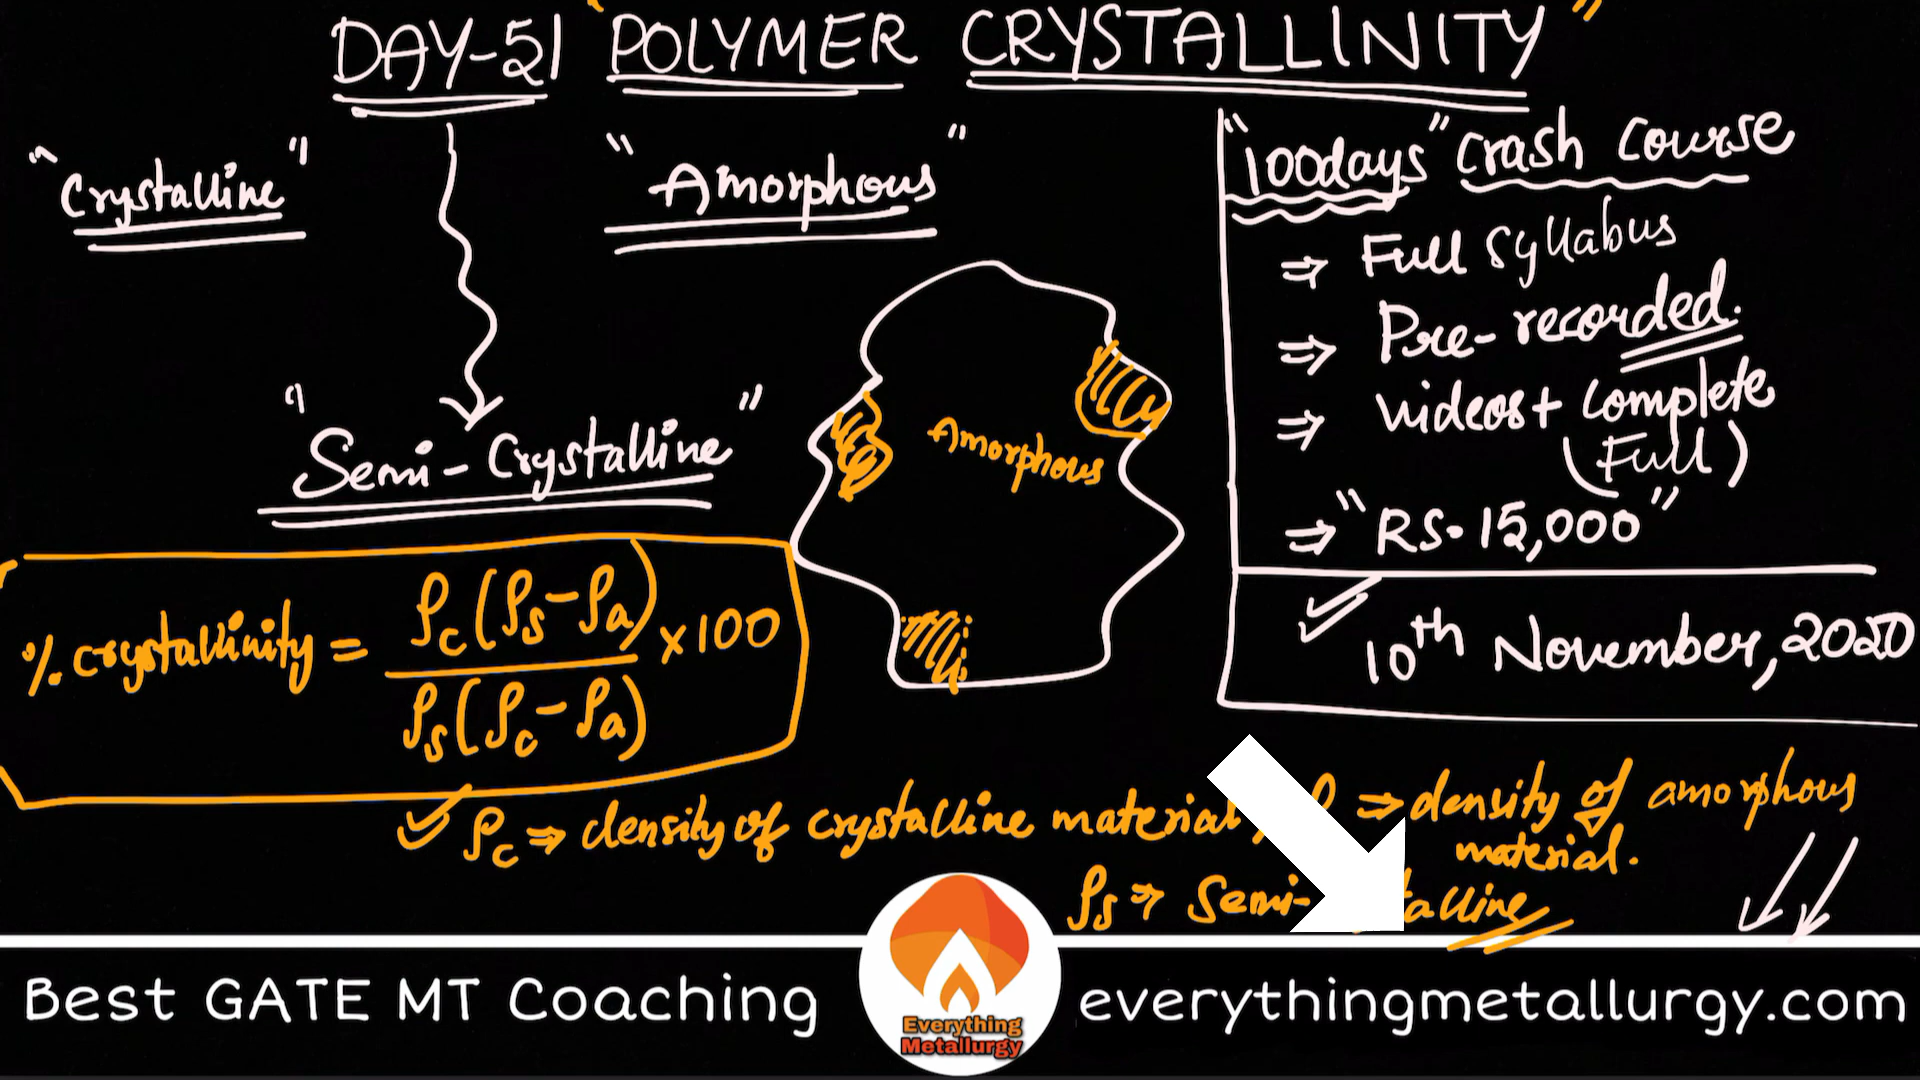 DAY-51 "POLYMER CRYSTALLINITY"
"Crystalline"
"Amorphous"
"Semi-Crystalline"
% crystallinity = ρc(ρs-ρa) / ρs(ρc-ρa) × 100
Amorphous
"100days" crash course
⇒ Full Syllabus
⇒ Pre-recorded.
⇒ videos + complete
(Full)
⇒ "RS. 15,000"
10th November, 2020
ρc ⇒ density of crystalline material, ρ ⇒ density of amorphous
material.
ρs ⇒ Semi-
Best GATE MT Coaching
Everything
Metallurgy
everythingmetallurgy.com